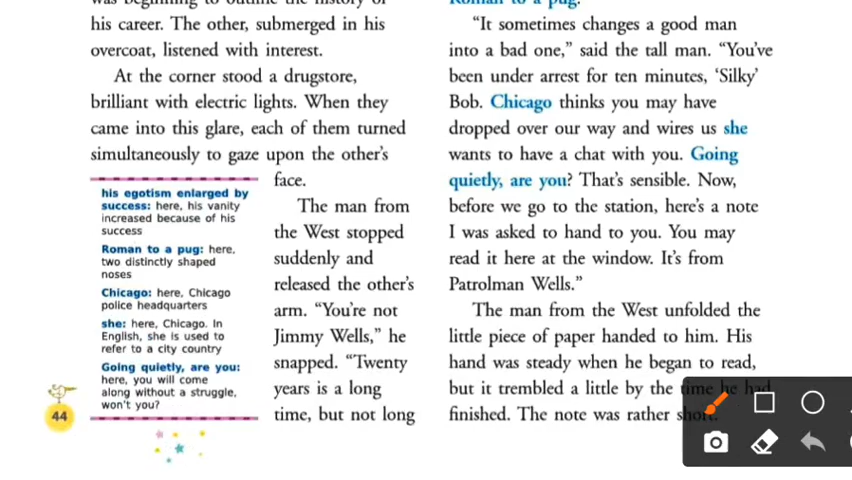 his career. The other, submerged in his
overcoat, listened with interest.
At the corner stood a drugstore,
brilliant with electric lights. When they
came into this glare, each of them turned
simultaneously to gaze upon the other's
face.
The man from
the West stopped
suddenly and
released the other's
arm. "You're not
Jimmy Wells," he
snapped. "Twenty
years is a long
time, but not long
his egotism enlarged by
success: here, his vanity
increased because of his
success
Roman to a pug: here,
two distinctly shaped
noses
Chicago: here, Chicago
police headquarters
she: here, Chicago. In
English, she is used to
refer to a city country
Going quietly, are you:
here, you will come
along without a struggle,
won't you?
44
Roman to a pug.
"It sometimes changes a good man
into a bad one," said the tall man. "You've
been under arrest for ten minutes, 'Silky'
Bob. Chicago thinks you may have
dropped over our way and wires us she
wants to have a chat with you. Going
quietly, are you? That's sensible. Now,
before we go to the station, here's a note
I was asked to hand to you. You may
read it here at the window. It's from
Patrolman Wells."
The man from the West unfolded the
little piece of paper handed to him. His
hand was steady when he began to read,
but it trembled a little by the time he had
finished. The note was rather short.